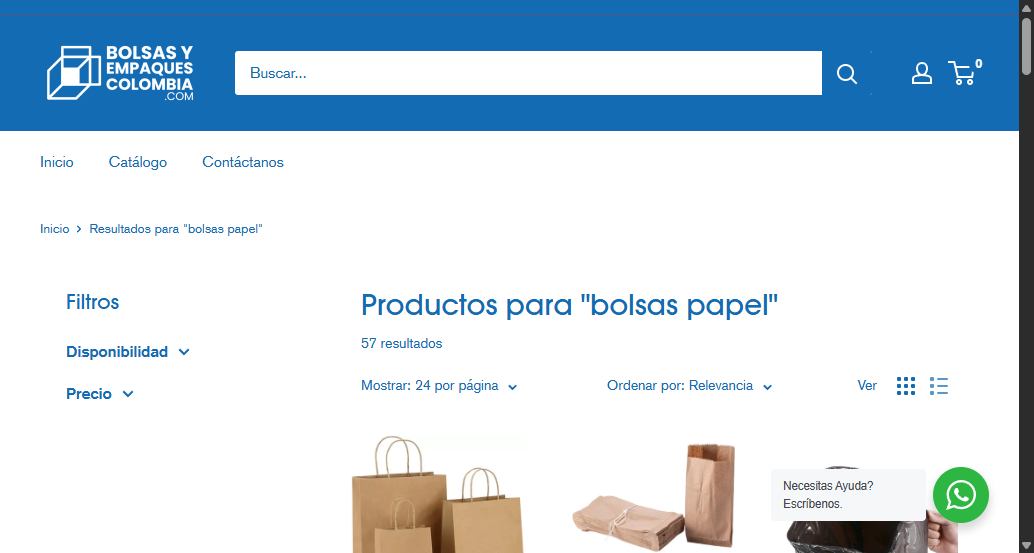 BOLSAS Y
EMPAQUES
COLOMBIA
.COM
Buscar...
0
Inicio
Catálogo
Contáctanos
Inicio > Resultados para "bolsas papel"
Filtros
Disponibilidad
Precio
Productos para "bolsas papel"
57 resultados
Mostrar: 24 por página
Ordenar por: Relevancia
Ver
Necesitas Ayuda?
Escríbenos.